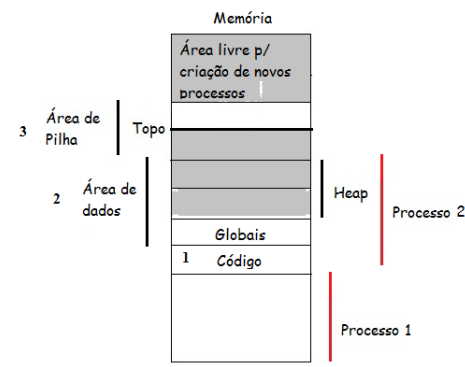 Memória
Área livre p/
criação de novos
processos
3
Área de
Pilha
Topo
2
Área de
dados
Heap
Processo 2
Globais
1
Código
Processo 1